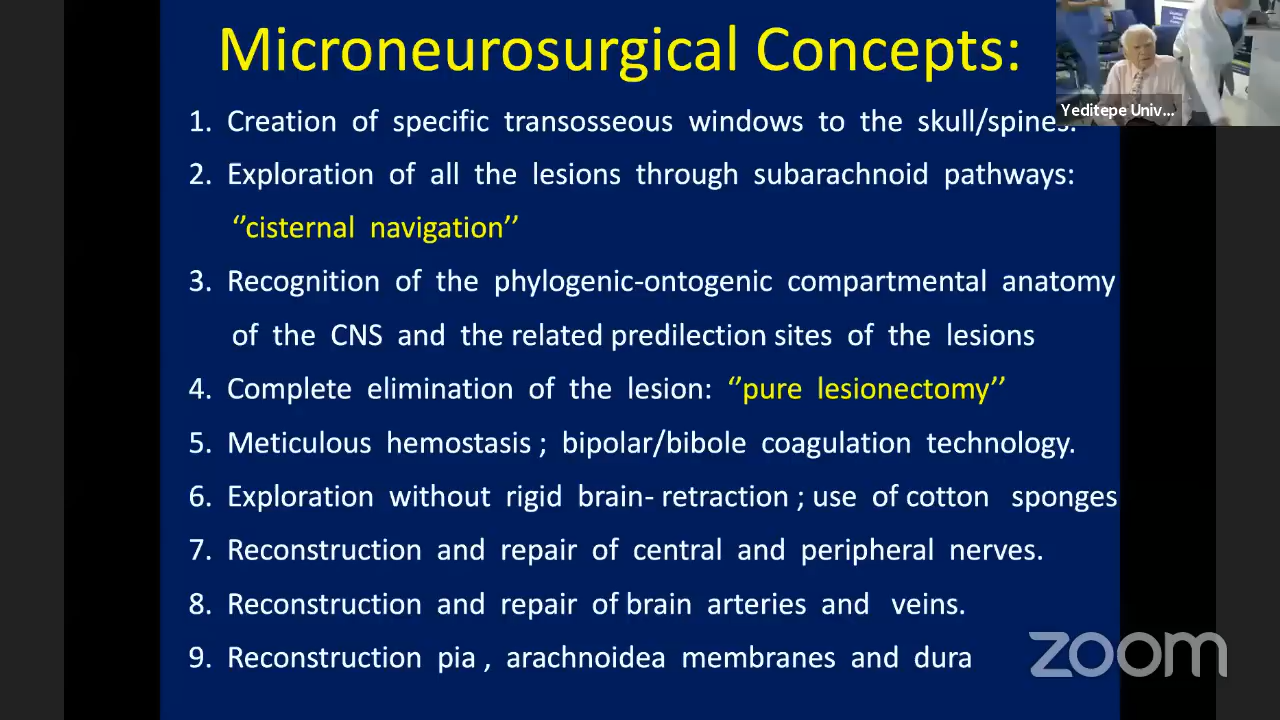 Microneurosurgical Concepts:
Yeditepe Univ...
1. Creation of specific transosseous windows to the skull/spines.
2. Exploration of all the lesions through subarachnoid pathways:
‘’cisternal navigation’’
3. Recognition of the phylogenic-ontogenic compartmental anatomy
of the CNS and the related predilection sites of the lesions
4. Complete elimination of the lesion: ‘’pure lesionectomy’’
5. Meticulous hemostasis ; bipolar/bibole coagulation technology.
6. Exploration without rigid brain- retraction ; use of cotton sponges
7. Reconstruction and repair of central and peripheral nerves.
8. Reconstruction and repair of brain arteries and veins.
9. Reconstruction pia , arachnoidea membranes and dura
zoom